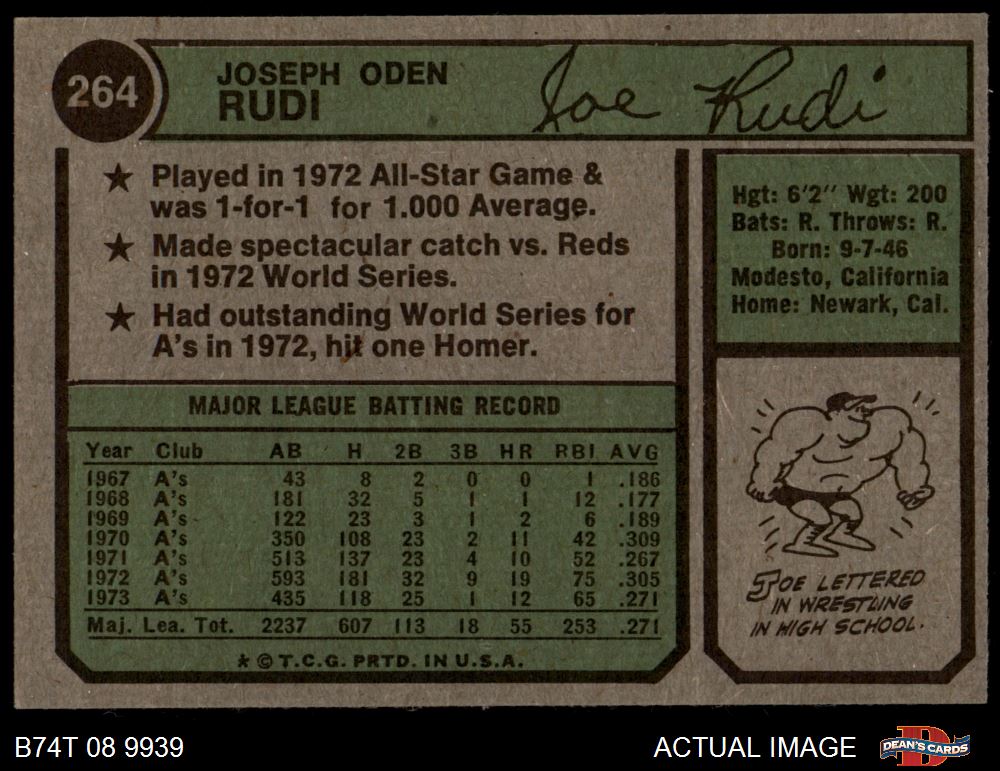 264
JOSEPH ODEN
RUDI
Joe Rudi
★ Played in 1972 All-Star Game &
was 1-for-1 for 1.000 Average.
★ Made spectacular catch vs. Reds
in 1972 World Series.
★ Had outstanding World Series for
A's in 1972, hit one Homer.
Hgt: 6'2" Wgt: 200
Bats: R. Throws: R.
Born: 9-7-46
Modesto, California
Home: Newark, Cal.
MAJOR LEAGUE BATTING RECORD
Year Club AB H 2B 3B HR RBI AVG
1967 A's 43 8 2 0 0 1 .186
1968 A's 181 32 5 1 1 12 .177
1969 A's 122 23 3 1 2 6 .189
1970 A's 350 108 23 2 11 42 .309
1971 A's 513 137 23 4 10 52 .267
1972 A's 593 181 32 9 19 75 .305
1973 A's 435 118 25 1 12 65 .271
Maj. Lea. Tot. 2237 607 113 18 55 253 .271
* © T.C.G. PRTD. IN U.S.A.
JOE LETTERED
IN WRESTLING
IN HIGH SCHOOL.
B74T 08 9939
ACTUAL IMAGE
DEAN'S CARDS